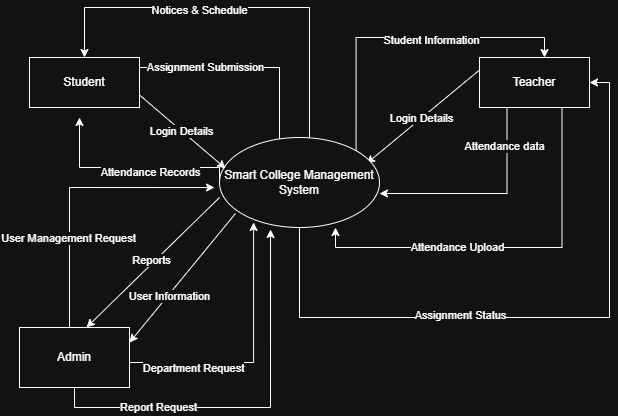 Notices & Schedule
Student Information
Assignment Submission
Student
Teacher
Login Details
Login Details
Attendance data
Attendance Records
Smart College Management
System
User Management Request
Attendance Upload
Reports
User Information
Assignment Status
Admin
Department Request
Report Request